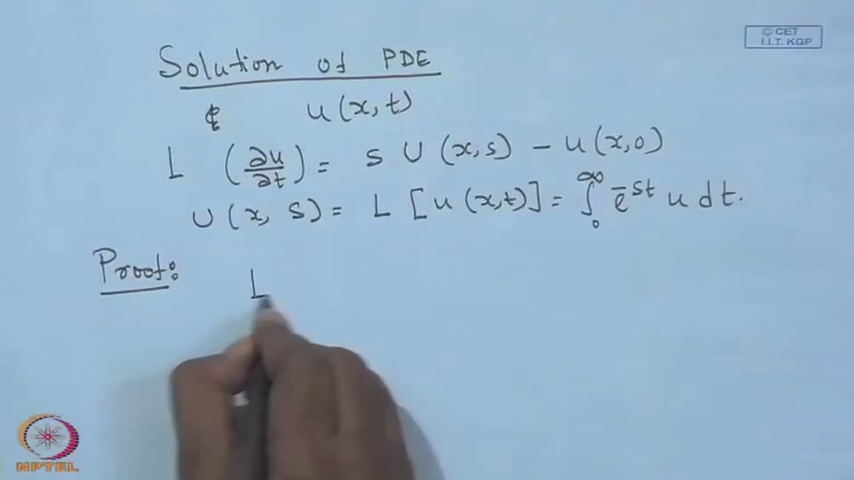 Solution of PDE
© CET
I.I.T. KGP
u(x,t)
L (∂u/∂t) = s U (x,s) - u(x,0)
U (x, s) = L [u(x,t)] = ∫₀^∞ e^-st u dt.
Proof:
L
NPTEL